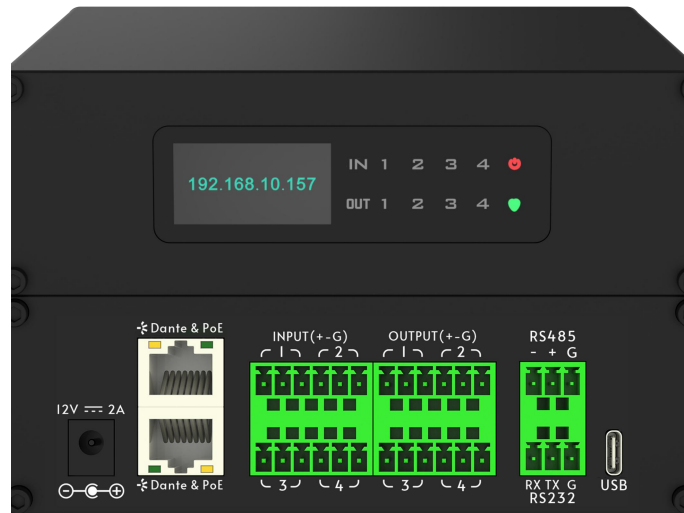 192.168.10.157
IN 1 2 3 4
OUT 1 2 3 4
Dante & PoE
INPUT(+-G)
1 2
OUTPUT(+-G)
1 2
RS485
- + G
12V 2A
Dante & PoE
3 4
3 4
RX TX G
RS232
USB